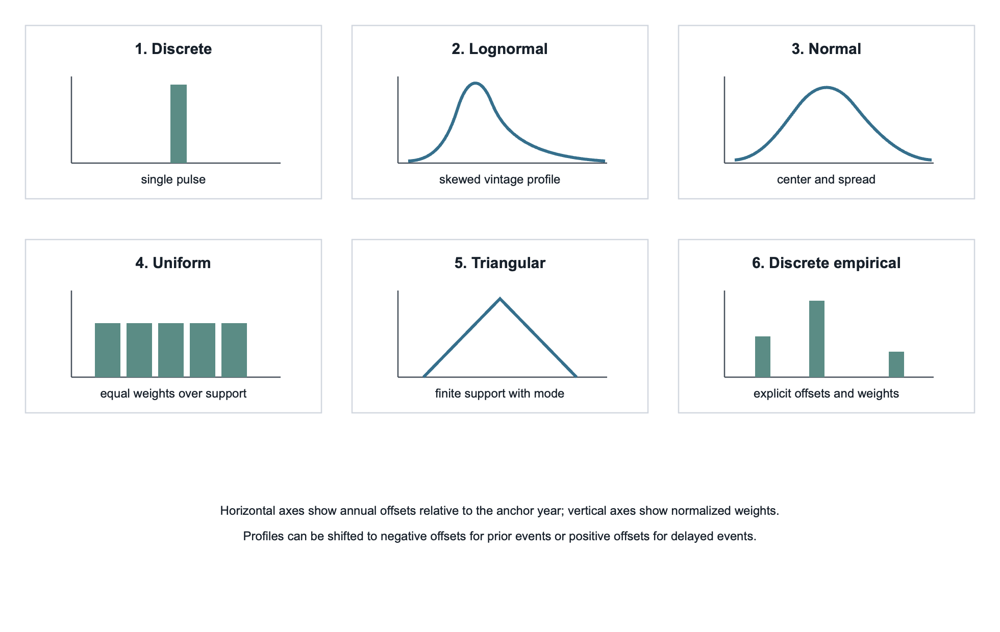 1. Discrete
single pulse
2. Lognormal
skewed vintage profile
3. Normal
center and spread
4. Uniform
equal weights over support
5. Triangular
finite support with mode
6. Discrete empirical
explicit offsets and weights
Horizontal axes show annual offsets relative to the anchor year; vertical axes show normalized weights.
Profiles can be shifted to negative offsets for prior events or positive offsets for delayed events.